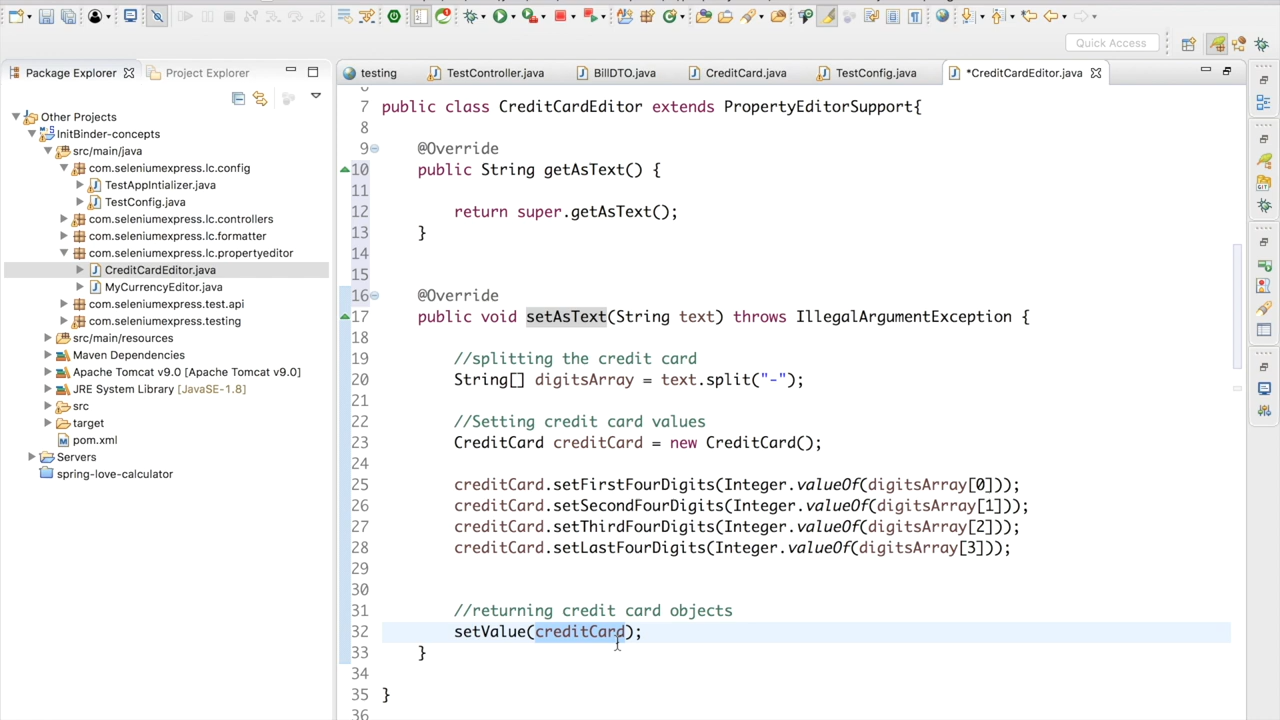 Quick Access
Package Explorer
Project Explorer
testing
TestController.java
BillDTO.java
CreditCard.java
TestConfig.java
*CreditCardEditor.java
Other Projects
InitBinder-concepts
src/main/java
com.seleniumexpress.lc.config
TestAppIntializer.java
TestConfig.java
com.seleniumexpress.lc.controllers
com.seleniumexpress.lc.formatter
com.seleniumexpress.lc.propertyeditor
CreditCardEditor.java
MyCurrencyEditor.java
com.seleniumexpress.test.api
com.seleniumexpress.testing
src/main/resources
Maven Dependencies
Apache Tomcat v9.0 [Apache Tomcat v9.0]
JRE System Library [JavaSE-1.8]
src
target
pom.xml
Servers
spring-love-calculator
6
7 public class CreditCardEditor extends PropertyEditorSupport{
8
9 @Override
10 public String getAsText() {
11
12 return super.getAsText();
13 }
14
15
16 @Override
17 public void setAsText(String text) throws IllegalArgumentException {
18
19 //splitting the credit card
20 String[] digitsArray = text.split("-");
21
22 //Setting credit card values
23 CreditCard creditCard = new CreditCard();
24
25 creditCard.setFirstFourDigits(Integer.valueOf(digitsArray[0]));
26 creditCard.setSecondFourDigits(Integer.valueOf(digitsArray[1]));
27 creditCard.setThirdFourDigits(Integer.valueOf(digitsArray[2]));
28 creditCard.setLastFourDigits(Integer.valueOf(digitsArray[3]));
29
30
31 //returning credit card objects
32 setValue(creditCard);
33 }
34
35 }
36